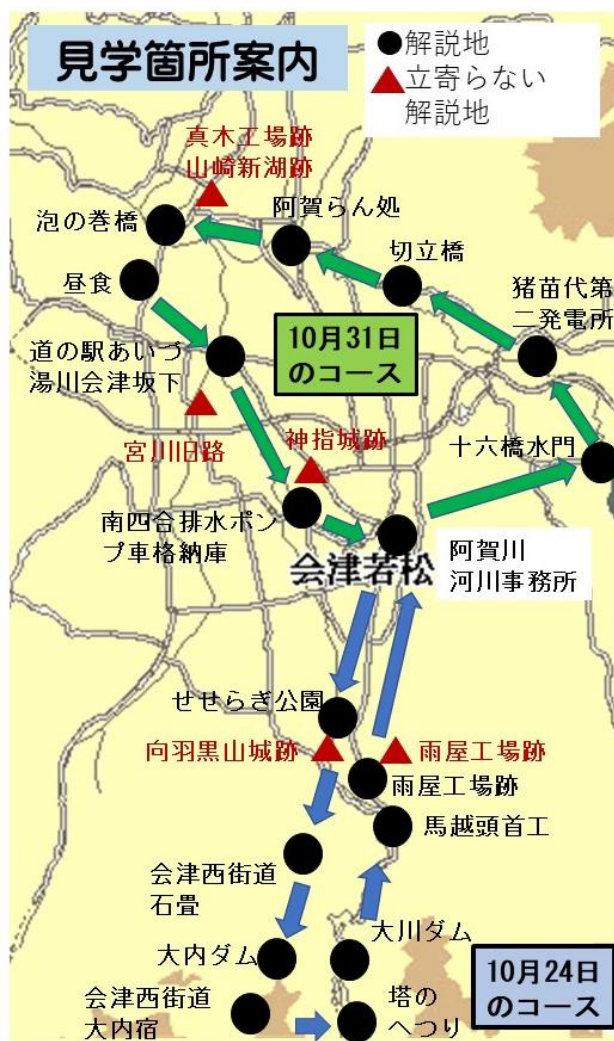 見学箇所案内
●解説地
▲立寄らない
解説地
真木工場跡
山崎新湖跡
泡の巻橋
阿賀らん処
切立橋
昼食
猪苗代第
二発電所
10月31日
のコース
道の駅あいづ
湯川会津坂下
宮川旧路
神指城跡
十六橋水門
南四合排水ポン
プ車格納庫
会津若松
阿賀川
河川事務所
せせらぎ公園
向羽黒山城跡
雨屋工場跡
雨屋工場跡
馬越頭首工
会津西街道
石畳
大内ダム
大川ダム
会津西街道
大内宿
塔の
へつり
10月24日
のコース